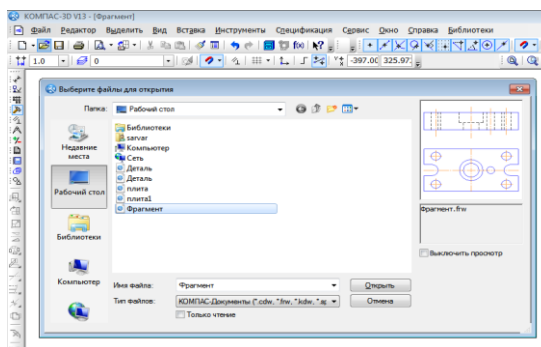 КОМПАС-3D V13 - [Фрагмент]
Файл Редактор Выделить Вид Вставка Инструменты Спецификация Сервис Окно Справка Библиотеки
1.0 0 -397.00 325.97
Выберите файлы для открытия
Папка: Рабочий стол
Недавние места
Рабочий стол
Библиотеки
Компьютер
Библиотеки
sarvar
Компьютер
Сеть
Деталь
Деталь
плита
плита1
Фрагмент
Фрагмент.frw
Выключить просмотр
Имя файла: Фрагмент Открыть
Тип файлов: КОМПАС-Документы (*.cdw, *.frw, *.kdw, *.sp Отмена
Только чтение